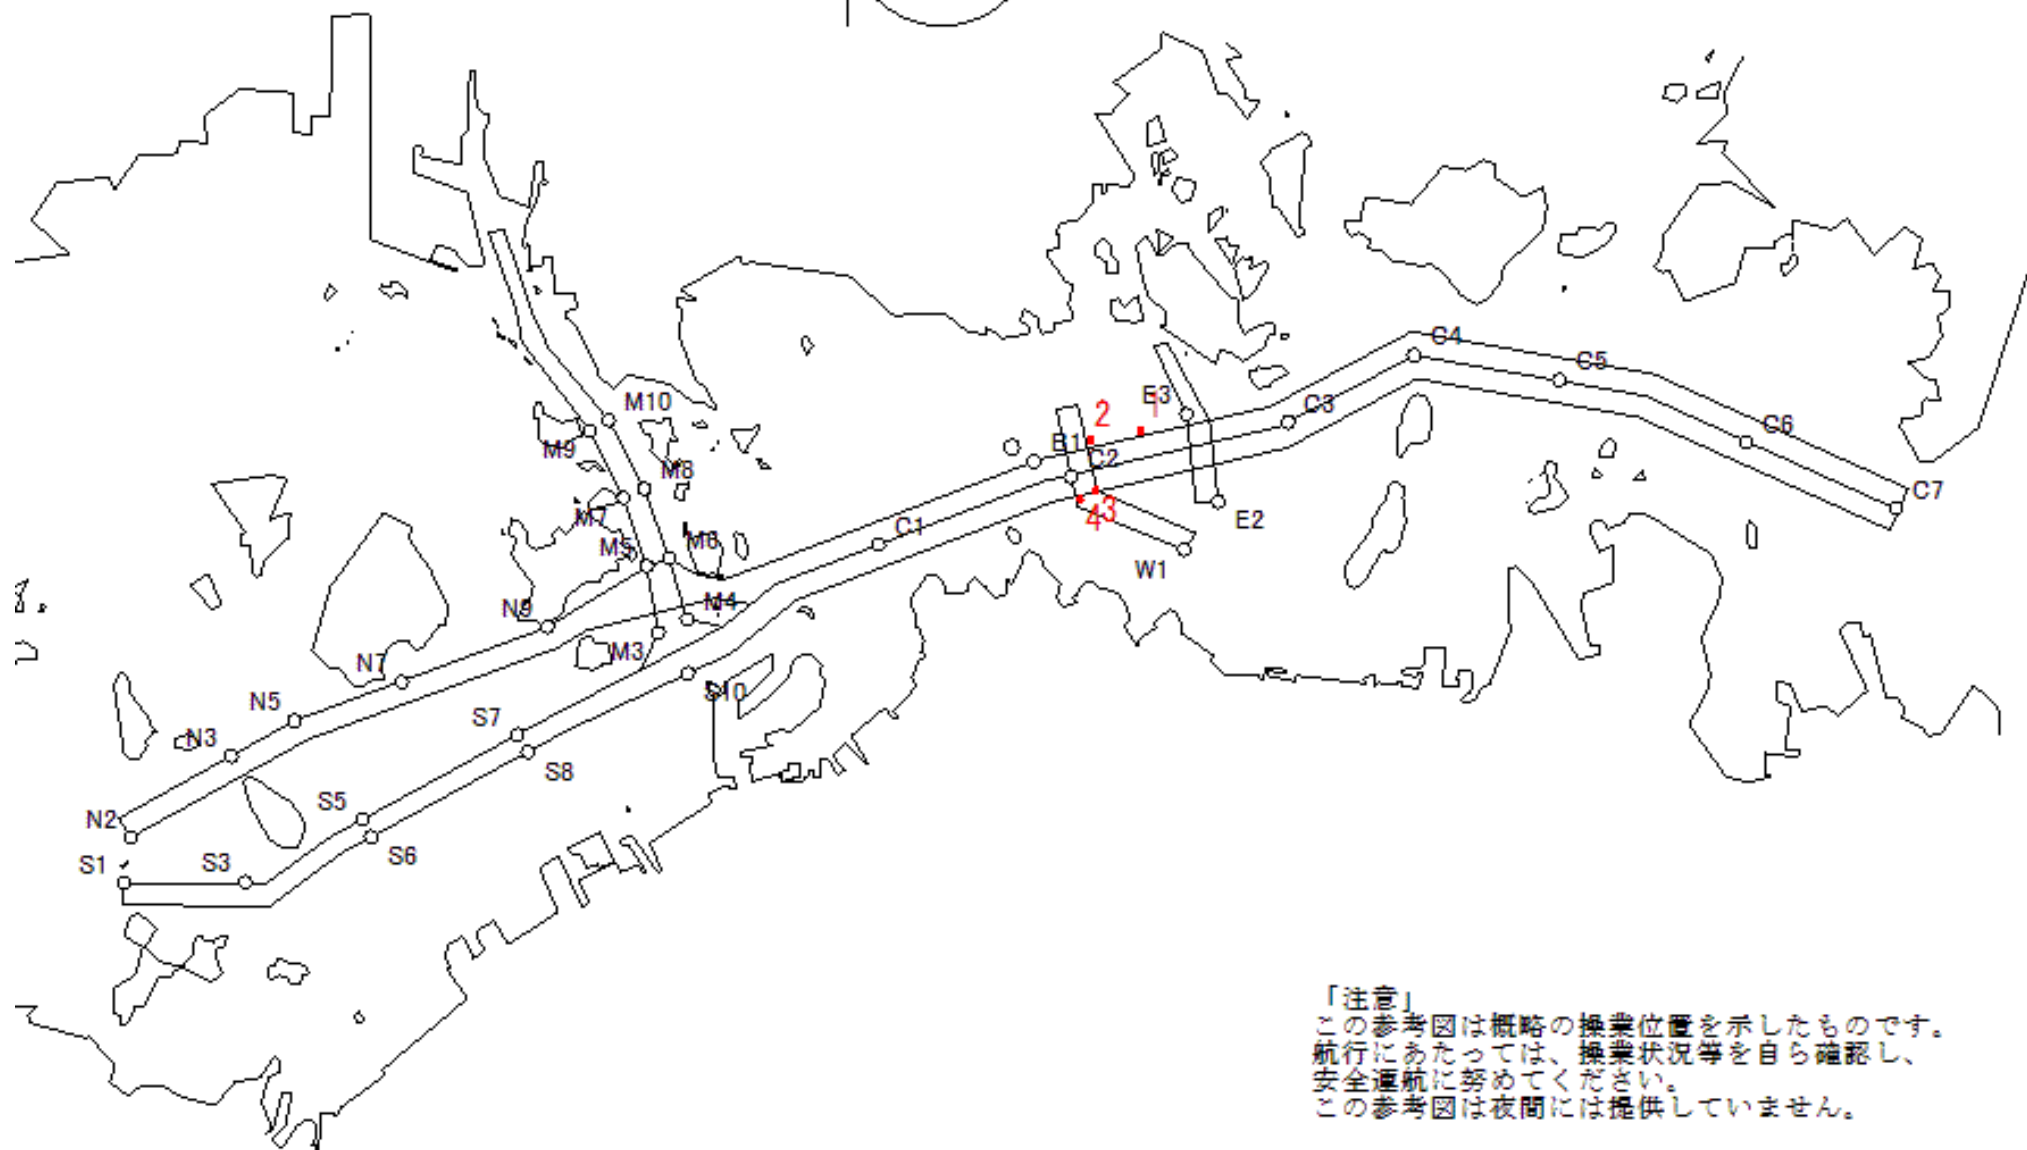 C4
C5
M10
E3
1
2
C3
C6
B1
M9
C2
M8
C7
M7
3
4
E2
C1
M6
M5
W1
N9
M4
M3
N7
S10
N5
S7
N3
S8
S5
N2
S6
S1
S3
「注意」
この参考図は概略の操業位置を示したものです。
航行にあたっては、操業状況等を自ら確認し、
安全運航に努めてください。
この参考図は夜間には提供していません。